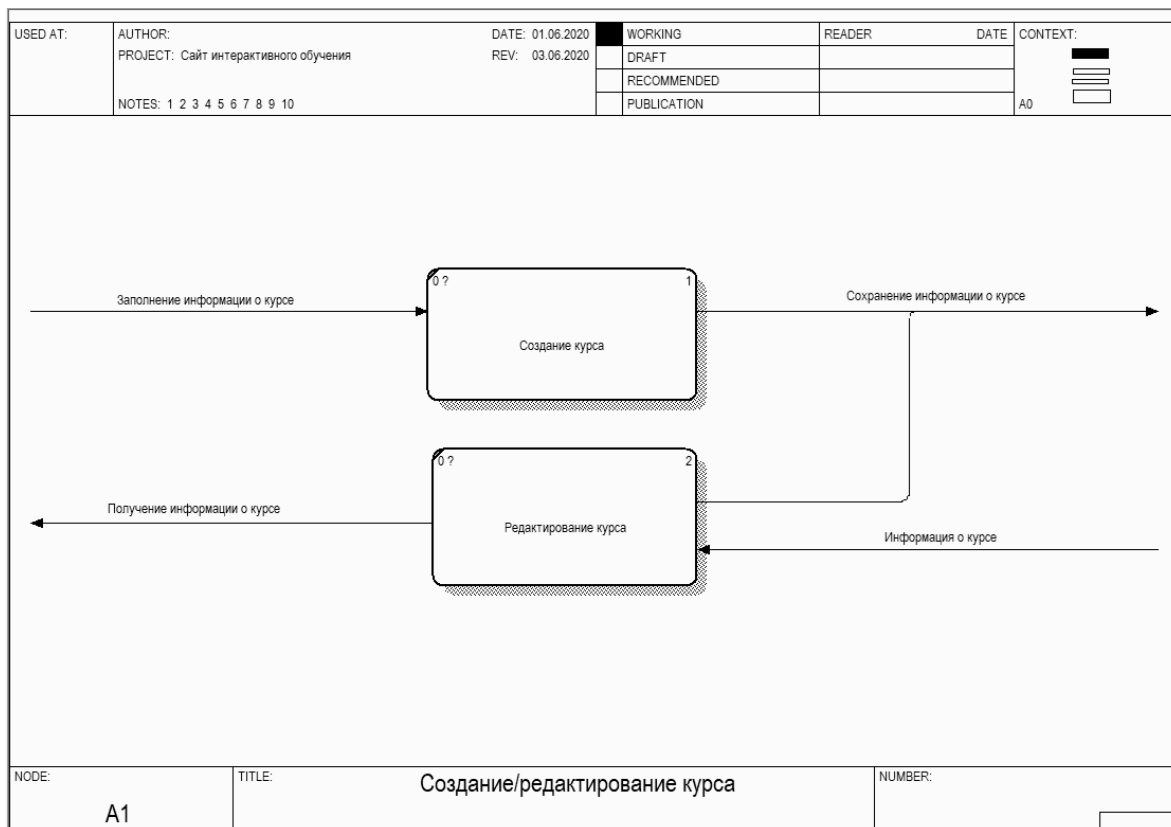 USED AT:
AUTHOR:
DATE: 01.06.2020
WORKING
READER
DATE
CONTEXT:
PROJECT: Сайт интерактивного обучения
REV: 03.06.2020
DRAFT
RECOMMENDED
NOTES: 1 2 3 4 5 6 7 8 9 10
PUBLICATION
A0
0 ?
1
Заполнение информации о курсе
Сохранение информации о курсе
Создание курса
0 ?
2
Получение информации о курсе
Редактирование курса
Информация о курсе
NODE:
TITLE:
Создание/редактирование курса
NUMBER:
A1